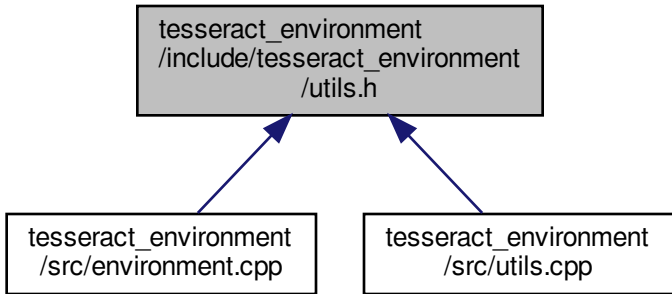 tesseract_environment
/include/tesseract_environment
/utils.h
tesseract_environment
/src/environment.cpp
tesseract_environment
/src/utils.cpp